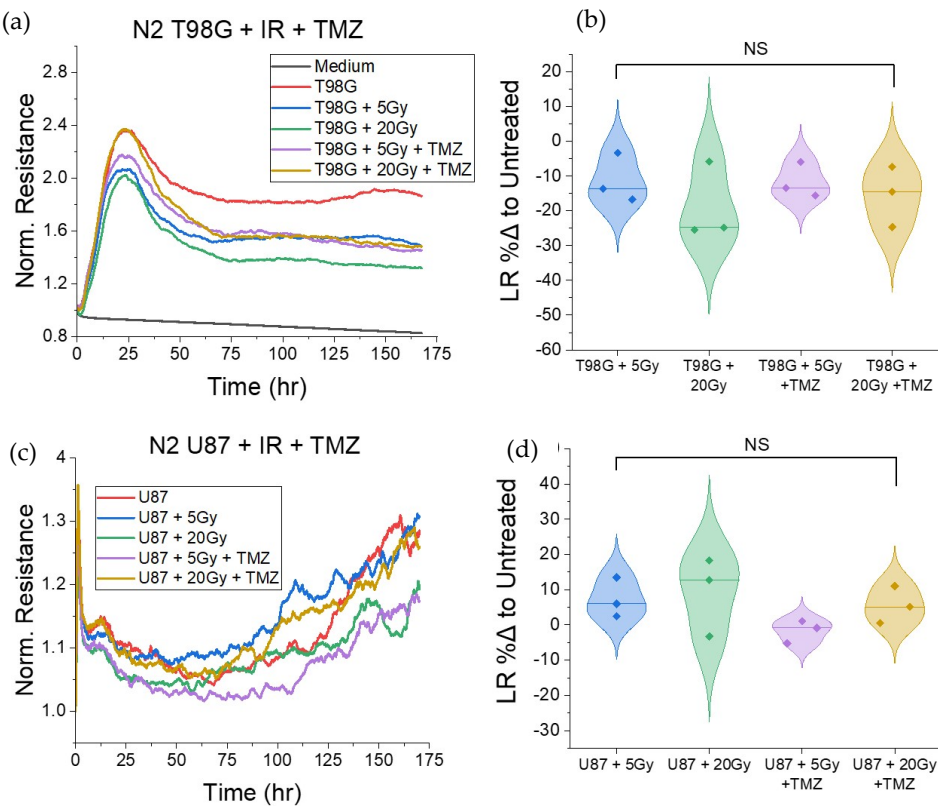 (a)
N2 T98G + IR + TMZ
Norm. Resistance
2.8
2.4
2.0
1.6
1.2
0.8
Medium
T98G
T98G + 5Gy
T98G + 20Gy
T98G + 5Gy + TMZ
T98G + 20Gy + TMZ
0 25 50 75 100 125 150 175
Time (hr)
(b)
NS
LR %Δ to Untreated
20
10
0
-10
-20
-30
-40
-50
-60
T98G + 5Gy
T98G +
20Gy
T98G + 5Gy
+TMZ
T98G +
20Gy +TMZ
(c)
N2 U87 + IR + TMZ
Norm. Resistance
1.4
1.3
1.2
1.1
1.0
U87
U87 + 5Gy
U87 + 20Gy
U87 + 5Gy + TMZ
U87 + 20Gy + TMZ
0 25 50 75 100 125 150 175
Time (hr)
(d)
NS
LR %Δ to Untreated
50
40
30
20
10
0
-10
-20
-30
U87 + 5Gy
U87 + 20Gy
U87 + 5Gy
+TMZ
U87 + 20Gy
+TMZ